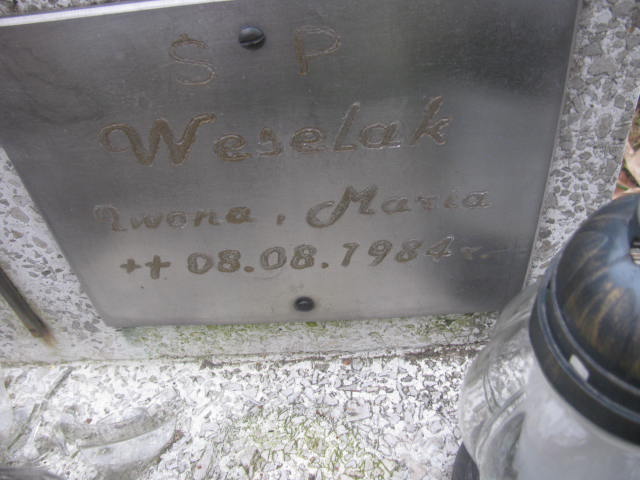 S P
Weselak
Iwona, Maria
++ 08.08.1984 r.